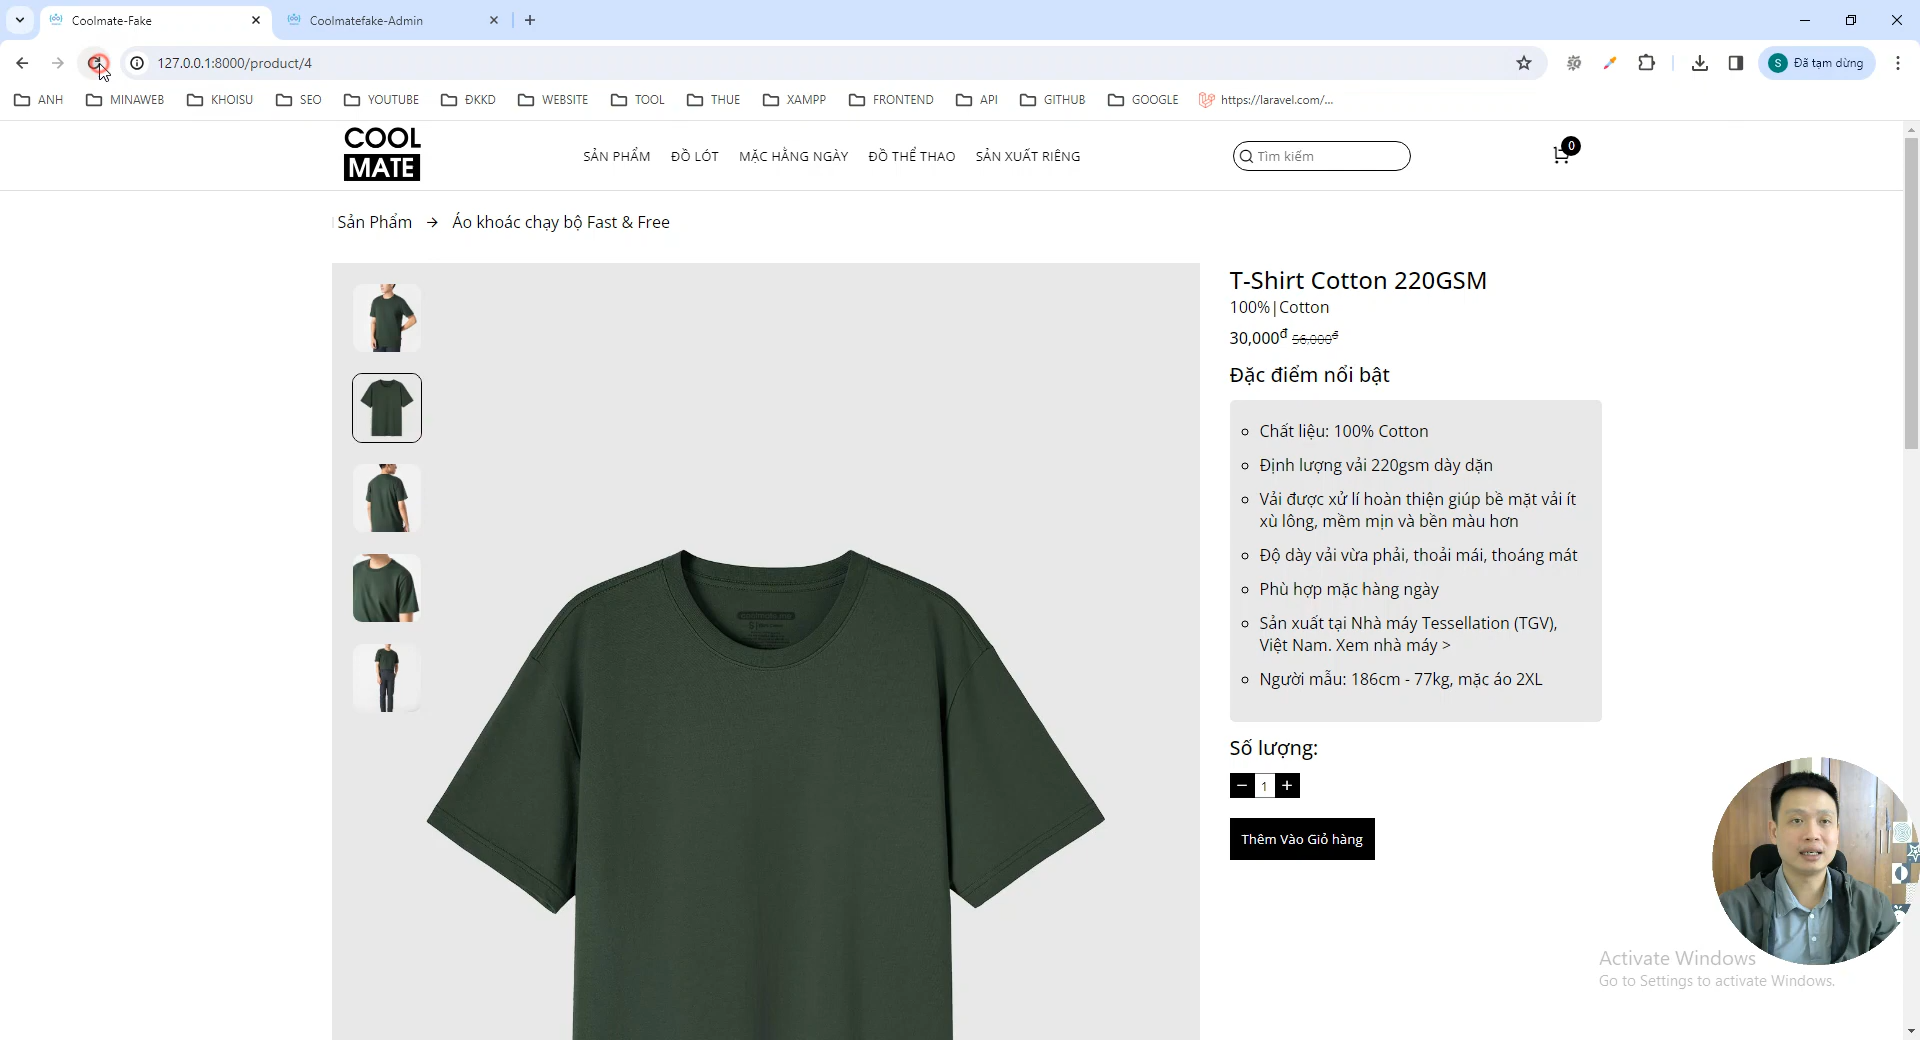 Coolmate-Fake
Coolmatefake-Admin
127.0.0.1:8000/product/4
S Đã tạm dừng
ANH MINAWEB KHOISU SEO YOUTUBE ĐKKD WEBSITE TOOL THUE XAMPP FRONTEND API GITHUB GOOGLE https://laravel.com/...
COOL
MATE
SẢN PHẨM ĐỒ LÓT MẶC HẰNG NGÀY ĐỒ THỂ THAO SẢN XUẤT RIÊNG
Tìm kiếm
0
Sản Phẩm → Áo khoác chạy bộ Fast & Free
T-Shirt Cotton 220GSM
100%|Cotton
30,000đ 56,000đ
Đặc điểm nổi bật
Chất liệu: 100% Cotton
Định lượng vải 220gsm dày dặn
Vải được xử lí hoàn thiện giúp bề mặt vải ít
xù lông, mềm mịn và bền màu hơn
Độ dày vải vừa phải, thoải mái, thoáng mát
Phù hợp mặc hàng ngày
Sản xuất tại Nhà máy Tessellation (TGV),
Việt Nam. Xem nhà máy >
Người mẫu: 186cm - 77kg, mặc áo 2XL
Số lượng:
− 1 +
Thêm Vào Giỏ hàng
Activate Windows
Go to Settings to activate Windows.